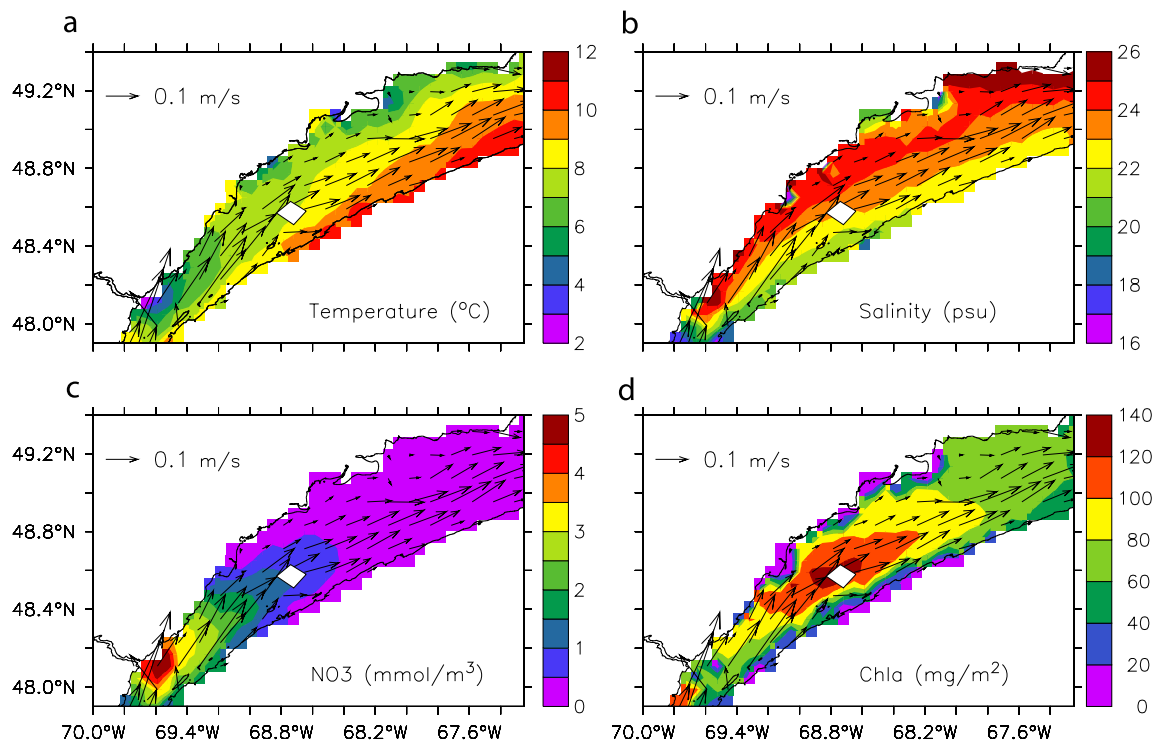 a
b
12
26
49.2°N
0.1 m/s
10
0.1 m/s
24
48.8°N
8
22
48.4°N
6
20
4
18
48.0°N
Temperature (°C)
Salinity (psu)
2
16
c
d
5
140
49.2°N
0.1 m/s
4
0.1 m/s
120
100
48.8°N
3
80
48.4°N
2
60
40
1
20
48.0°N
NO3 (mmol/m³)
Chla (mg/m²)
0
0
70.0°W 69.4°W 68.8°W 68.2°W 67.6°W
70.0°W 69.4°W 68.8°W 68.2°W 67.6°W